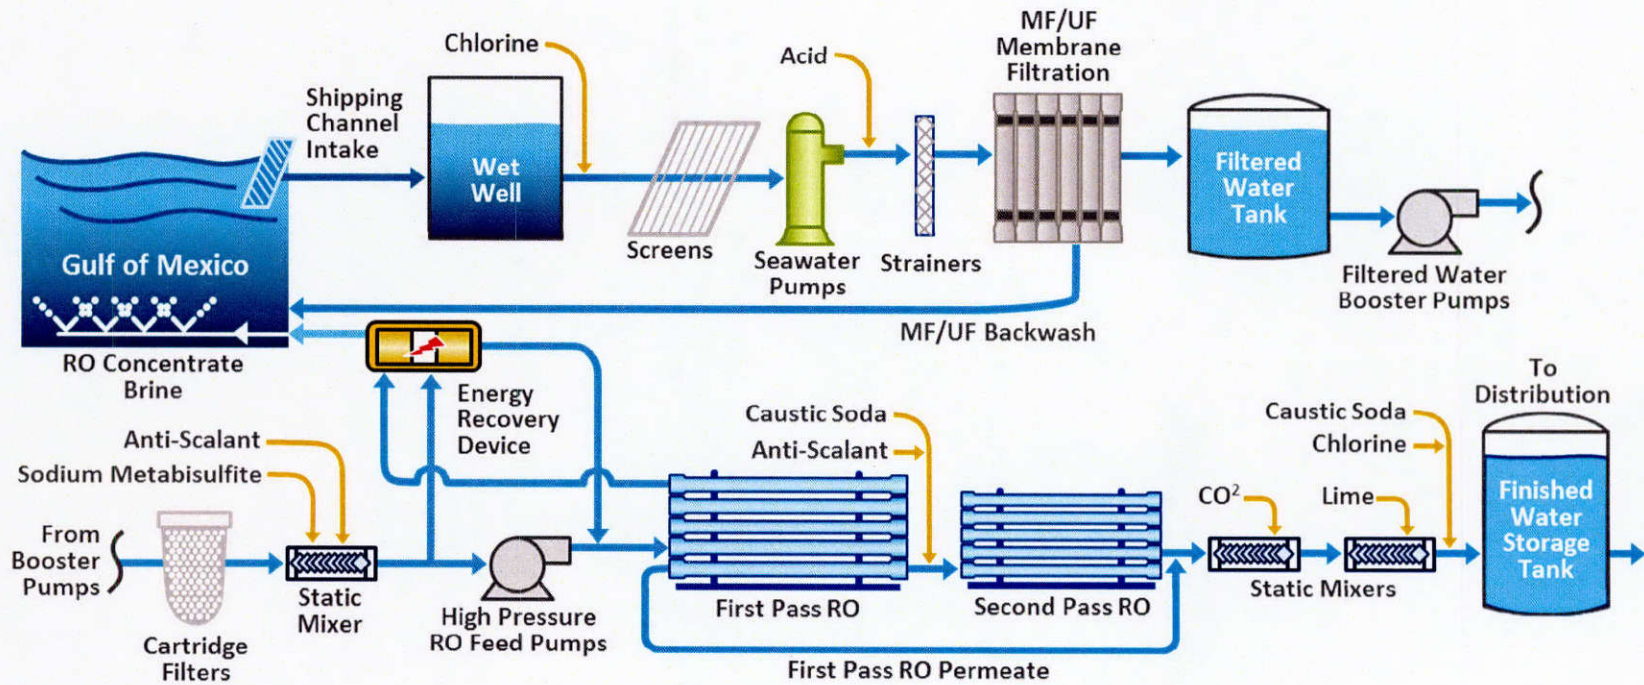 Chlorine
Acid
MF/UF
Membrane
Filtration
Shipping
Channel
Intake
Wet
Well
Filtered
Water
Tank
Gulf of Mexico
Screens
Seawater
Pumps
Strainers
Filtered Water
Booster Pumps
MF/UF Backwash
RO Concentrate
Brine
Energy
Recovery
Device
To
Distribution
Anti-Scalant
Sodium Metabisulfite
Caustic Soda
Anti-Scalant
Caustic Soda
Chlorine
CO²
Lime
Finished
Water
Storage
Tank
From
Booster
Pumps
Cartridge
Filters
Static
Mixer
High Pressure
RO Feed Pumps
First Pass RO
Second Pass RO
Static Mixers
First Pass RO Permeate